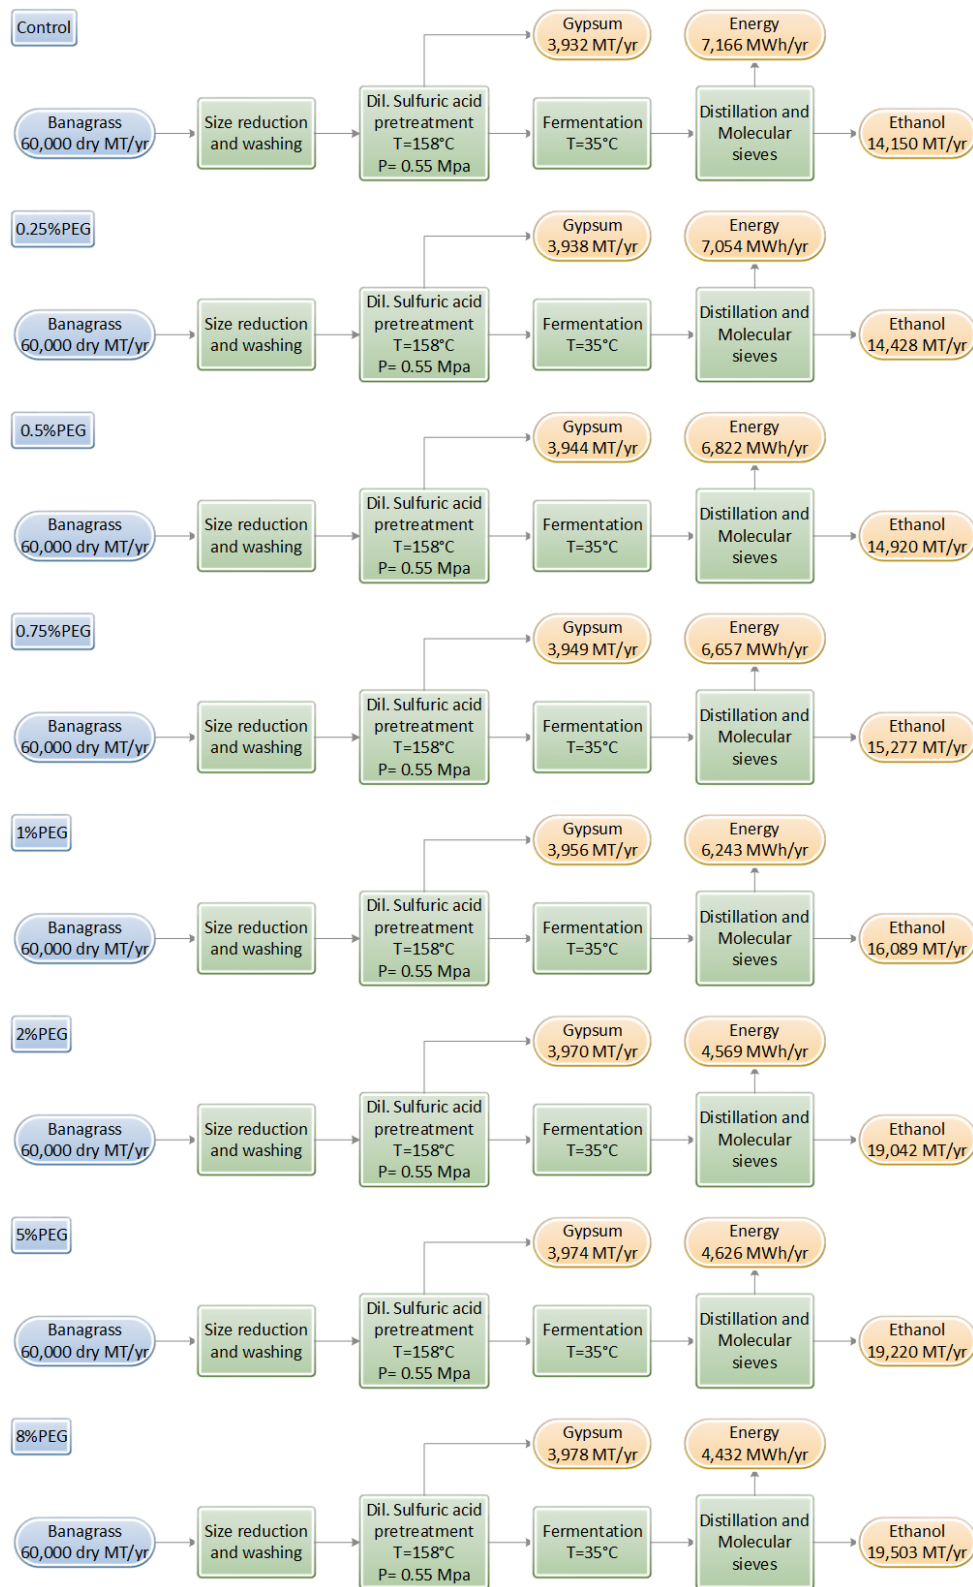 Control
Gypsum
3,932 MT/yr
Energy
7,166 MWh/yr
Banagrass
60,000 dry MT/yr
Size reduction
and washing
Dil. Sulfuric acid
pretreatment
T=158°C
P= 0.55 Mpa
Fermentation
T=35°C
Distillation and
Molecular
sieves
Ethanol
14,150 MT/yr
0.25%PEG
Gypsum
3,938 MT/yr
Energy
7,054 MWh/yr
Banagrass
60,000 dry MT/yr
Size reduction
and washing
Dil. Sulfuric acid
pretreatment
T=158°C
P= 0.55 Mpa
Fermentation
T=35°C
Distillation and
Molecular
sieves
Ethanol
14,428 MT/yr
0.5%PEG
Gypsum
3,944 MT/yr
Energy
6,822 MWh/yr
Banagrass
60,000 dry MT/yr
Size reduction
and washing
Dil. Sulfuric acid
pretreatment
T=158°C
P= 0.55 Mpa
Fermentation
T=35°C
Distillation and
Molecular
sieves
Ethanol
14,920 MT/yr
0.75%PEG
Gypsum
3,949 MT/yr
Energy
6,657 MWh/yr
Banagrass
60,000 dry MT/yr
Size reduction
and washing
Dil. Sulfuric acid
pretreatment
T=158°C
P= 0.55 Mpa
Fermentation
T=35°C
Distillation and
Molecular
sieves
Ethanol
15,277 MT/yr
1%PEG
Gypsum
3,956 MT/yr
Energy
6,243 MWh/yr
Banagrass
60,000 dry MT/yr
Size reduction
and washing
Dil. Sulfuric acid
pretreatment
T=158°C
P= 0.55 Mpa
Fermentation
T=35°C
Distillation and
Molecular
sieves
Ethanol
16,089 MT/yr
2%PEG
Gypsum
3,970 MT/yr
Energy
4,569 MWh/yr
Banagrass
60,000 dry MT/yr
Size reduction
and washing
Dil. Sulfuric acid
pretreatment
T=158°C
P= 0.55 Mpa
Fermentation
T=35°C
Distillation and
Molecular
sieves
Ethanol
19,042 MT/yr
5%PEG
Gypsum
3,974 MT/yr
Energy
4,626 MWh/yr
Banagrass
60,000 dry MT/yr
Size reduction
and washing
Dil. Sulfuric acid
pretreatment
T=158°C
P= 0.55 Mpa
Fermentation
T=35°C
Distillation and
Molecular
sieves
Ethanol
19,220 MT/yr
8%PEG
Gypsum
3,978 MT/yr
Energy
4,432 MWh/yr
Banagrass
60,000 dry MT/yr
Size reduction
and washing
Dil. Sulfuric acid
pretreatment
T=158°C
P= 0.55 Mpa
Fermentation
T=35°C
Distillation and
Molecular
sieves
Ethanol
19,503 MT/yr